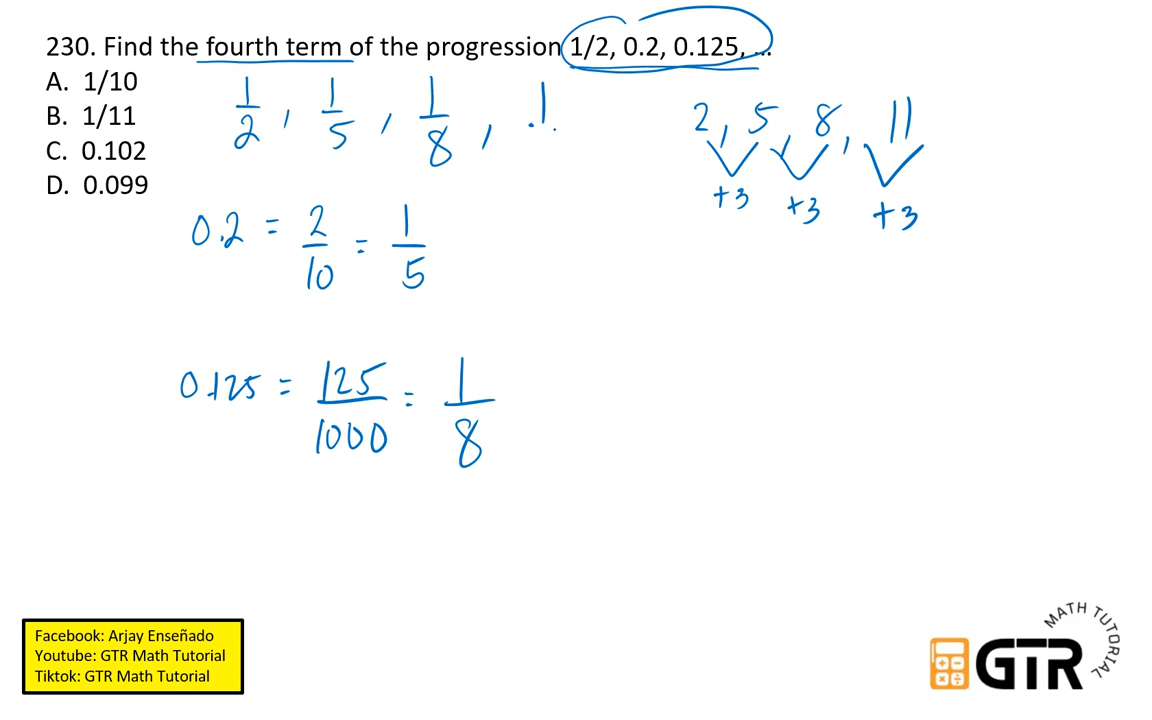 230. Find the fourth term of the progression 1/2, 0.2, 0.125, ...
A. 1/10
B. 1/11
C. 0.102
D. 0.099
1/2, 1/5, 1/8, 1
2, 5, 8, 11
+3 +3 +3
0.2 = 2/10 = 1/5
0.125 = 125/1000 = 1/8
Facebook: Arjay Enseñado
Youtube: GTR Math Tutorial
Tiktok: GTR Math Tutorial
GTR
MATH TUTORIAL